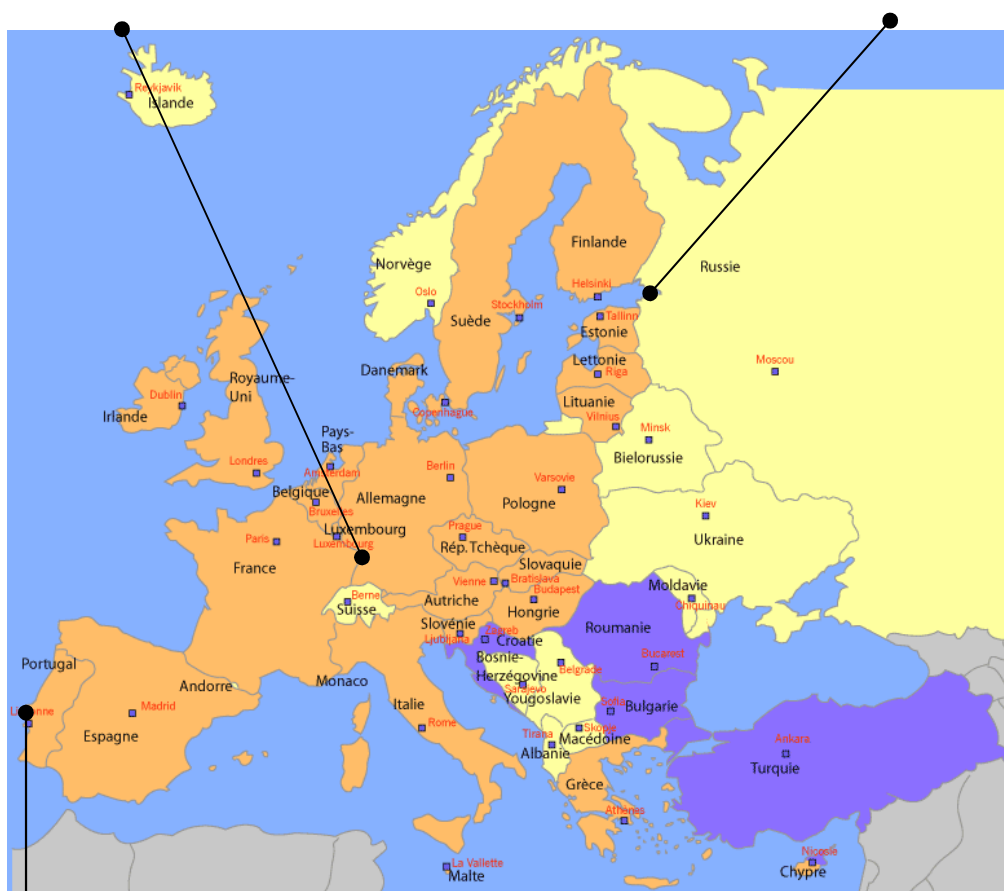 Reykjavik
Islande
Finlande
Norvège
Russie
Helsinki
Oslo
Stockholm
Suède
Tallinn
Estonie
Moscou
Lettonie
Riga
Danemark
Royaume-
Uni
Dublin
Irlande
Lituanie
Vilnius
Copenhague
Minsk
Pays-
Bas
Bielorussie
Londres
Amsterdam
Berlin
Varsovie
Belgique
Allemagne
Bruxelles
Pologne
Kiev
Luxembourg
Luxembourg
Prague
Paris
Rép. Tchèque
Ukraine
France
Slovaquie
Vienne
Bratislava
Budapest
Moldavie
Berne
Suisse
Autriche
Hongrie
Chiquinau
Slovénie
Ljubljana
Zagreb
Croatie
Roumanie
Portugal
Bosnie-
Herzégovine
Belgrade
Bucarest
Andorre
Monaco
Sarajevo
Yougoslavie
Italie
Sofia
Bulgarie
Madrid
Espagne
Rome
Tirana
Skopje
Macédoine
Albanie
Ankara
Turquie
Grèce
Athènes
La Vallette
Malte
Nicosie
Chypre